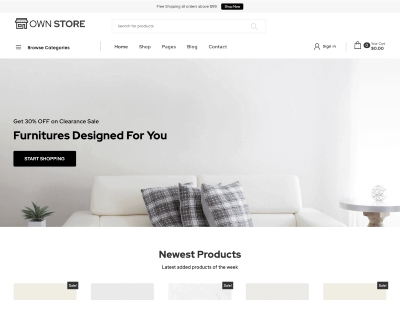 Free Shipping all orders above $99
Shop Now
OWN STORE
Search for products
Browse Categories
Home
Shop
Pages
Blog
Contact
Sign in
0
Your Cart
$0.00
Get 30% OFF on Clearance Sale
Furnitures Designed For You
START SHOPPING
Newest Products
Latest added products of the week
Sale!
Sale!
Sale!